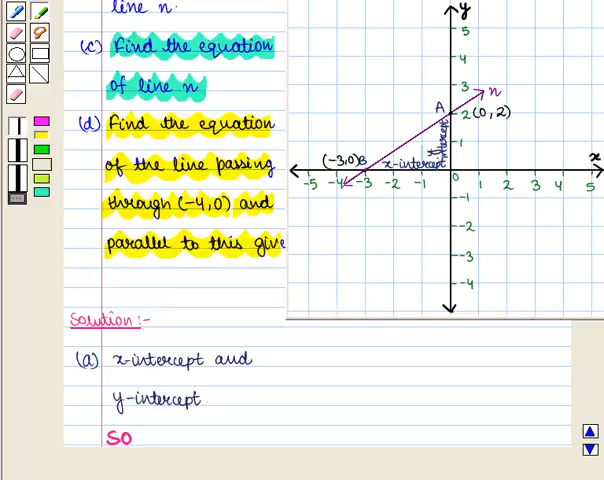 line n.
(c) Find the equation
of line n
(d) Find the equation
of the line passing
through (-4,0) and
parallel to this give
Solution :-
(a) x-intercept and
y-intercept
SO
y
5
4
3
A
n
2 (0, 2)
1
y-intercept
(-3,0) B
x-intercept
x
-5 -4 -3 -2 -1 0 1 2 3 4 5
-1
-2
-3
-4